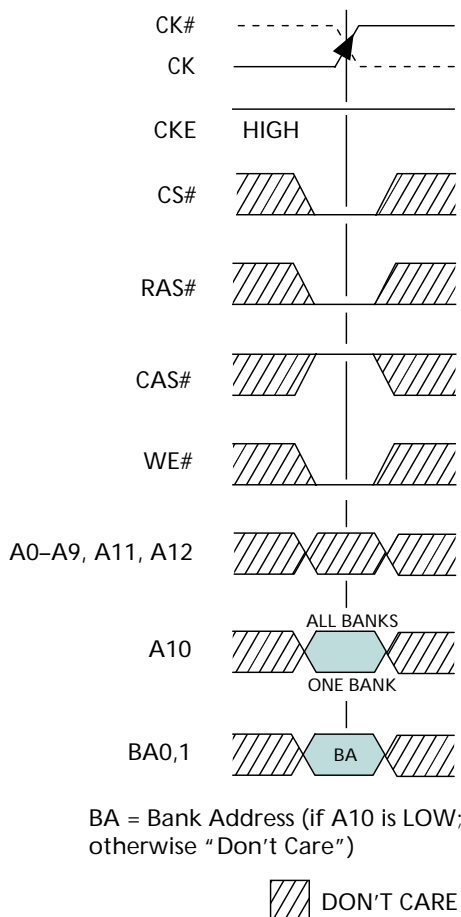 CK#
CK
CKE HIGH
CS#
RAS#
CAS#
WE#
A0–A9, A11, A12
ALL BANKS
A10
ONE BANK
BA0,1 BA
BA = Bank Address (if A10 is LOW;
otherwise “Don’t Care”)
DON’T CARE